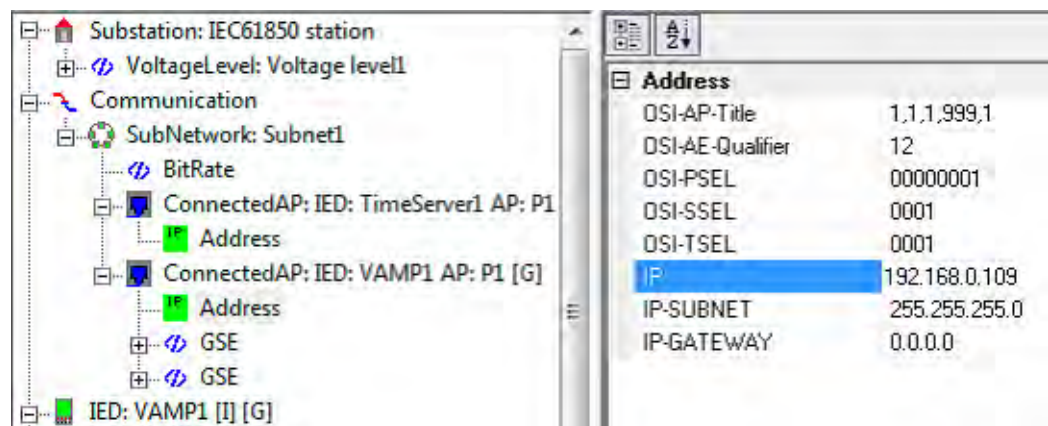 Substation: IEC61850 station
VoltageLevel: Voltage level1
Communication
SubNetwork: Subnet1
BitRate
ConnectedAP: IED: TimeServer1 AP: P1
IP Address
ConnectedAP: IED: VAMP1 AP: P1 [G]
IP Address
GSE
GSE
IED: VAMP1 [I] [G]
A Z
Address
OSI-AP-Title 1,1,1,999,1
OSI-AE-Qualifier 12
OSI-PSEL 00000001
OSI-SSEL 0001
OSI-TSEL 0001
IP 192.168.0.109
IP-SUBNET 255.255.255.0
IP-GATEWAY 0.0.0.0